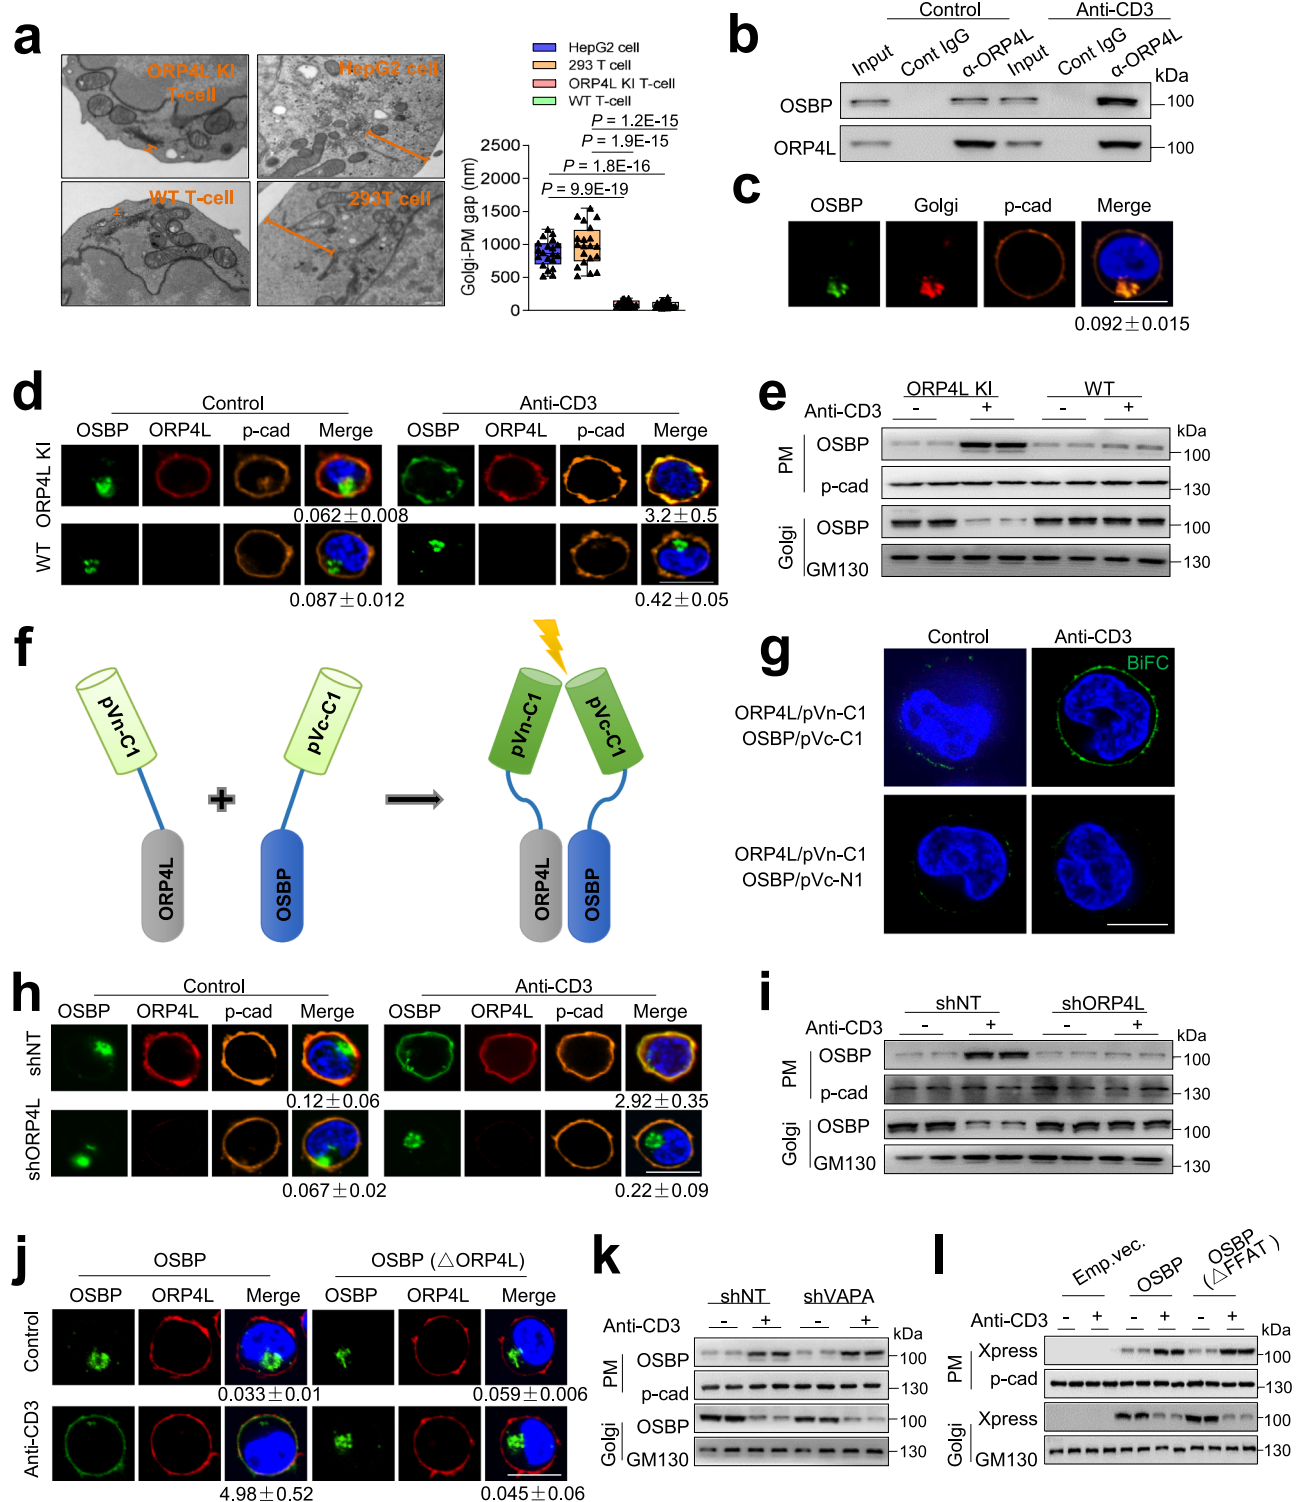 a
ORP4L KI
T-cell
HepG2 cell
WT T-cell
293T cell
HepG2 cell
293 T cell
ORP4L KI T-cell
WT T-cell
P = 1.2E-15
P = 1.9E-15
P = 1.8E-16
P = 9.9E-19
Golgi-PM gap (nm)
2500
2000
1500
1000
500
0
b
Control
Anti-CD3
Input
Cont IgG
α-ORP4L
Input
Cont IgG
α-ORP4L
kDa
OSBP
100
ORP4L
100
c
OSBP Golgi p-cad Merge
0.092±0.015
d
Control Anti-CD3
OSBP ORP4L p-cad Merge OSBP ORP4L p-cad Merge
ORP4L KI
0.062±0.008 3.2±0.5
WT
0.087±0.012 0.42±0.05
e
ORP4L KI WT
Anti-CD3 - + - +
kDa
PM
OSBP 100
p-cad 130
Golgi
OSBP 100
GM130 130
f
pVn-C1
pVc-C1
ORP4L
OSBP
pVn-C1
pVc-C1
ORP4L
OSBP
g
Control Anti-CD3
BiFC
ORP4L/pVn-C1
OSBP/pVc-C1
ORP4L/pVn-C1
OSBP/pVc-N1
h
Control Anti-CD3
OSBP ORP4L p-cad Merge OSBP ORP4L p-cad Merge
shNT
0.12±0.06 2.92±0.35
shORP4L
0.067±0.02 0.22±0.09
i
shNT shORP4L
Anti-CD3 - + - +
kDa
PM
OSBP 100
p-cad 130
Golgi
OSBP 100
GM130 130
j
OSBP OSBP (△ORP4L)
OSBP ORP4L Merge OSBP ORP4L Merge
Control
0.033±0.01 0.059±0.006
Anti-CD3
4.98±0.52 0.045±0.06
k
shNT shVAPA
Anti-CD3 - + - +
kDa
PM
OSBP 100
p-cad 130
Golgi
OSBP 100
GM130 130
l
Emp.vec.
OSBP
OSBP
(△FFAT)
Anti-CD3 - + - + - +
kDa
PM
Xpress 100
p-cad 130
Golgi
Xpress 100
GM130 130